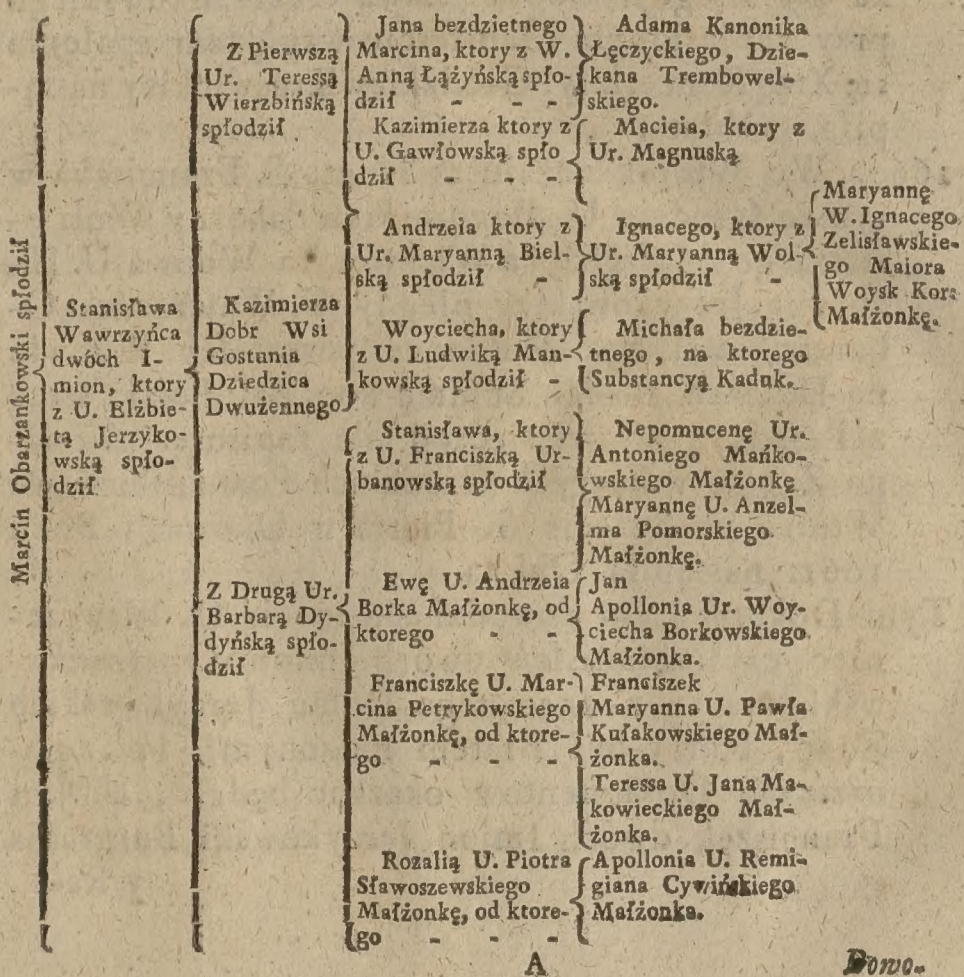 Marcin Obarzankowski spłodził
Stanisława
Wawrzyńca
dwóch I-
mion, ktory
z U. Elżbie-
tą Jerzyko-
wską spło-
dził
Z Pierwszą
Ur. Teressą
Wierzbińską
spłodził
Kazimierza
Dobr Wsi
Gostunia
Dziedzica
Dwużennego
Z Drugą Ur.
Barbarą Dy-
dyńską spło-
dził
Jana bezdzietnego
Marcina, ktory z W.
Anną Łążyńską spło-
dził - - -
Kazimierza ktory z
U. Gawłowską spło
dził - - -
Andrzeia ktory z
Ur. Maryanną Biel-
ską spłodził -
Woyciecha, ktory
z U. Ludwiką Man-
kowską spłodził -
Stanisława, ktory
z U. Franciszką Ur-
banowską spłodził
Ewę U. Andrzeia
Borka Małżonkę, od
ktorego - -
Franciszkę U. Mar-
cina Petrykowskiego
Małżonkę, od ktore-
go - - -
Rozalią U. Piotra
Sławoszewskiego
Małżonkę, od ktore-
go - - -
Adama Kanonika
Łęczyckiego, Dzie-
kana Trembowel-
skiego.
Macieia, ktory z
Ur. Magnuską
Ignacego, ktory z
Ur. Maryanną Wol-
ską spłodził -
Michała bezdzie-
tnego, na ktorego
Substancyą Kaduk.
Nepomucenę Ur.
Antoniego Mańko-
wskiego Małżonkę
Maryannę U. Anzel-
ma Pomorskiego
Małżonkę.
Jan
Apollonia Ur. Woy-
ciecha Borkowskiego
Małżonka.
Franciszek
Maryanna U. Pawła
Kułakowskiego Mał-
żonka.
Teressa U. Jana Ma-
kowieckiego Mał-
żonka.
Apollonia U. Remi-
giana Cywińskiego
Małżonka.
Maryannę
W. Ignacego
Zelisławskie-
go Maiora
Woysk Kor:
Małżonkę.
A
Dowo-